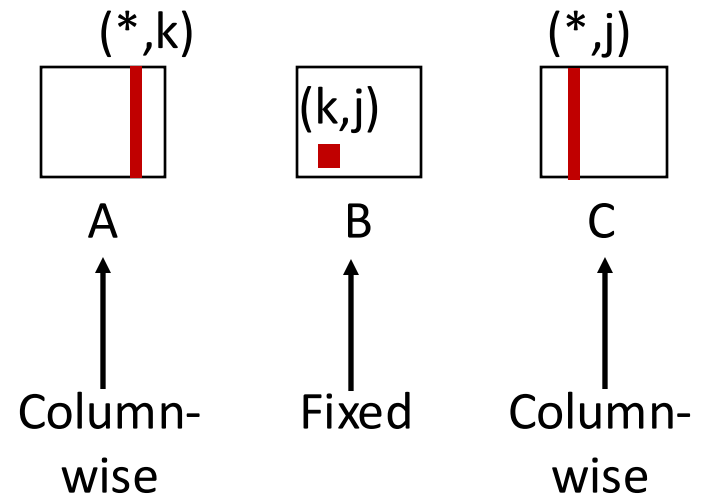 (*,k)
(*,j)
(k,j)
A
B
C
Column-
wise
Fixed
Column-
wise